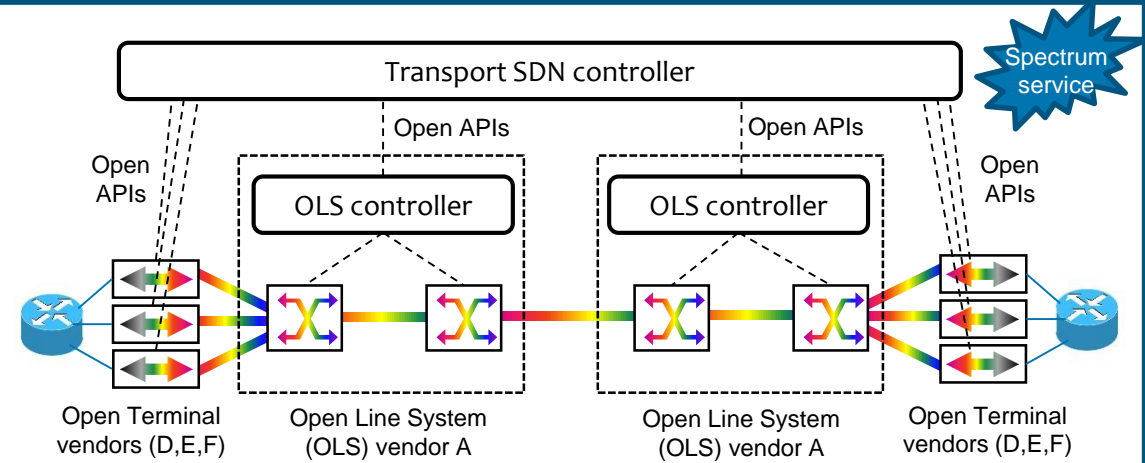 Transport SDN controller
Spectrum
service
Open APIs
Open APIs
Open
APIs
Open
APIs
OLS controller
OLS controller
Open Terminal
vendors (D,E,F)
Open Line System
(OLS) vendor A
Open Line System
(OLS) vendor A
Open Terminal
vendors (D,E,F)